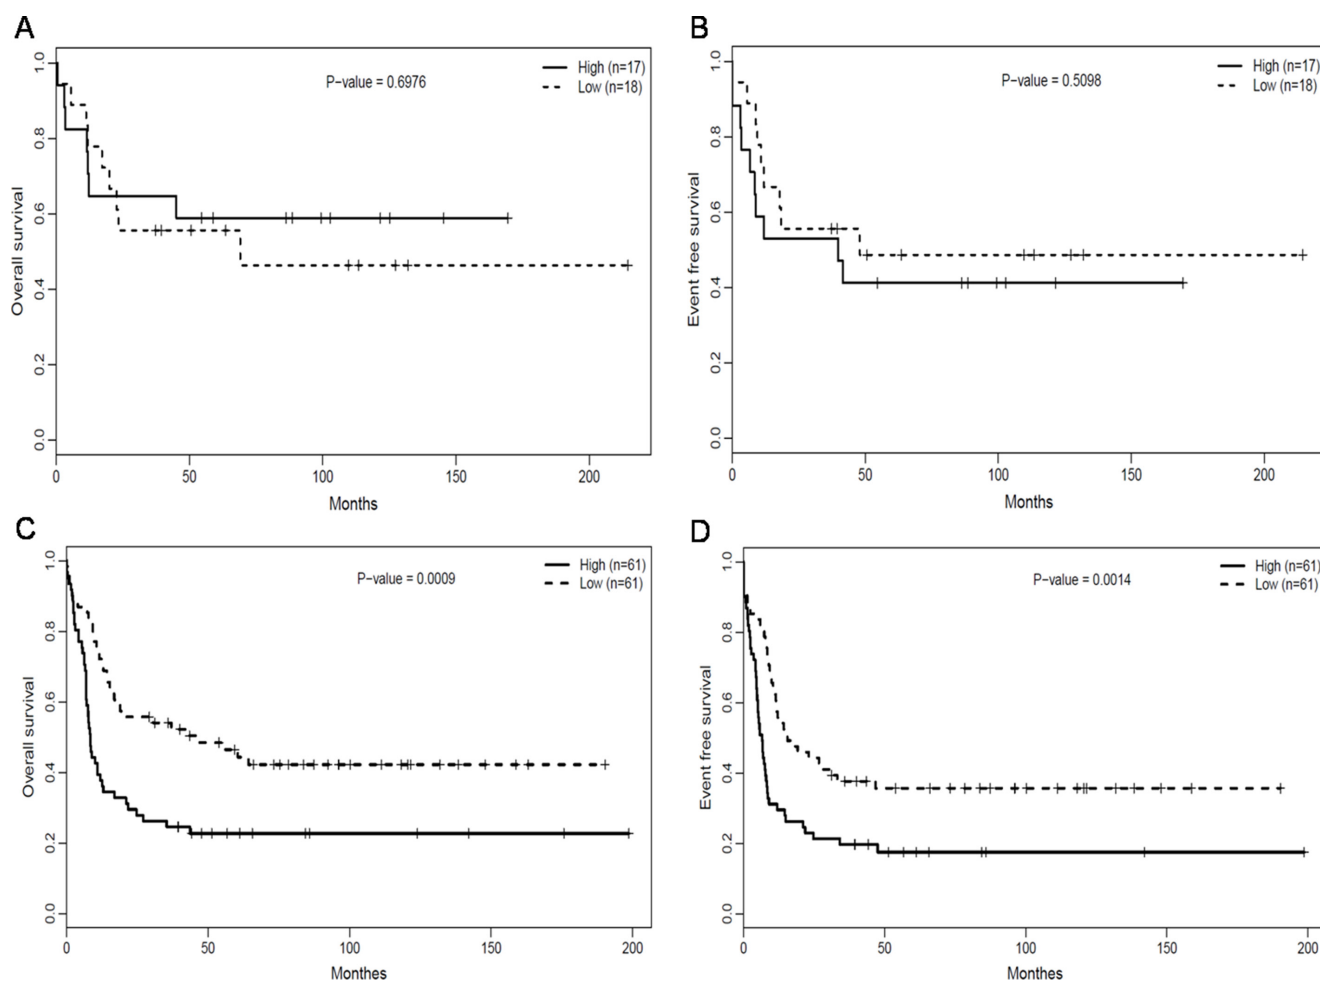 A
P-value = 0.6976
High (n=17)
Low (n=18)
Overall survival
1.0
0.8
0.6
0.4
0.2
0.0
0 50 100 150 200
Months
B
P-value = 0.5098
High (n=17)
Low (n=18)
Event free survival
1.0
0.8
0.6
0.4
0.2
0.0
0 50 100 150 200
Months
C
P-value = 0.0009
High (n=61)
Low (n=61)
Overall survival
1.0
0.8
0.6
0.4
0.2
0.0
0 50 100 150 200
Monthes
D
P-value = 0.0014
High (n=61)
Low (n=61)
Event free survival
1.0
0.8
0.6
0.4
0.2
0.0
0 50 100 150 200
Monthes